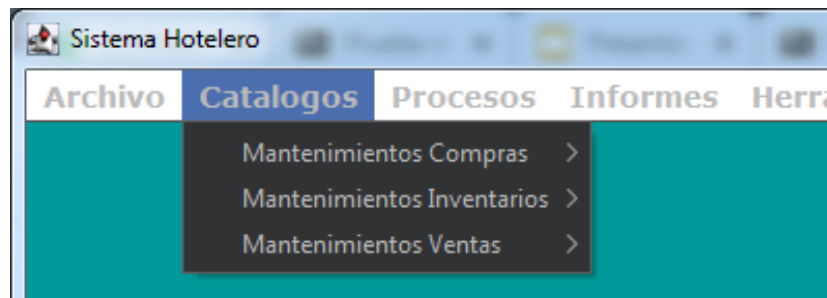 Sistema Hotelero
Archivo Catalogos Procesos Informes
Mantenimientos Compras >
Mantenimientos Inventarios >
Mantenimientos Ventas >